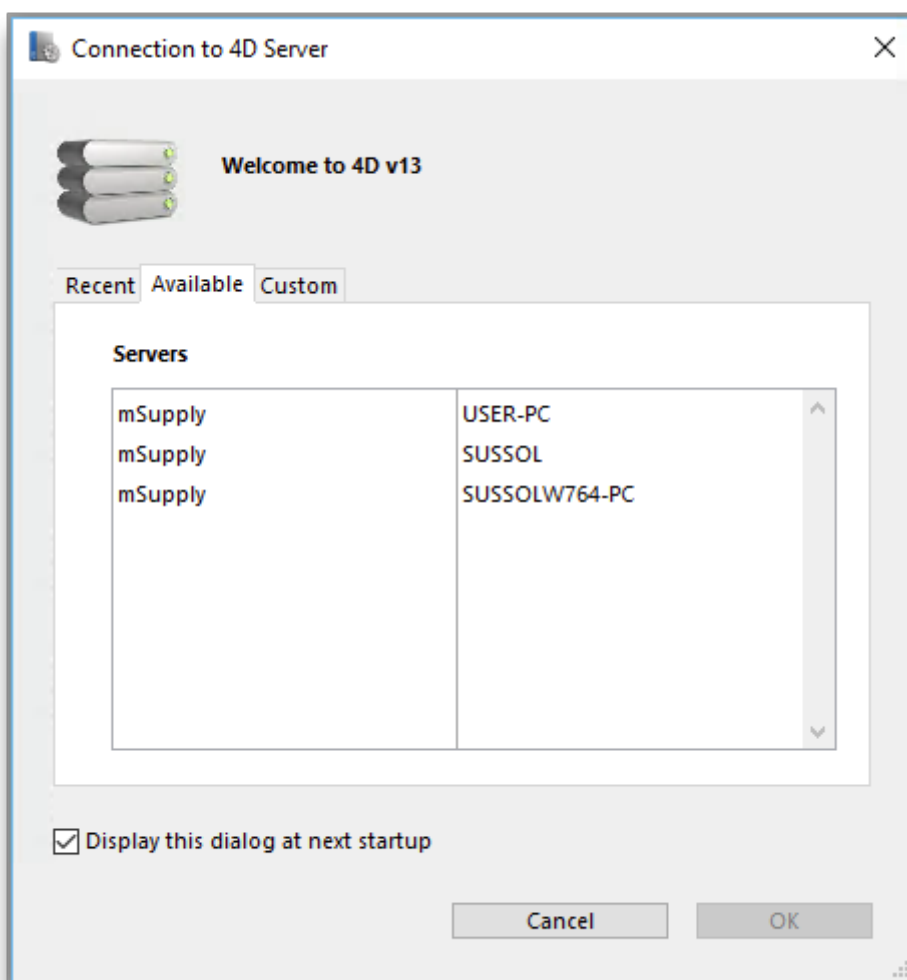 Connection to 4D Server
Welcome to 4D v13
Recent Available Custom
Servers
mSupply USER-PC
mSupply SUSSOL
mSupply SUSSOLW764-PC
Display this dialog at next startup
Cancel OK